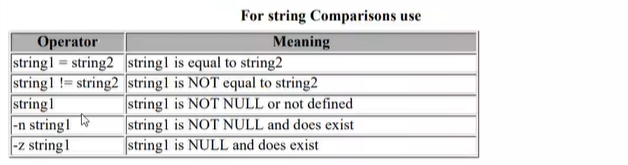 For string Comparisons use
Operator Meaning
string1 = string2 string1 is equal to string2
string1 != string2 string1 is NOT equal to string2
string1 string1 is NOT NULL or not defined
-n string1 string1 is NOT NULL and does exist
-z string1 string1 is NULL and does exist